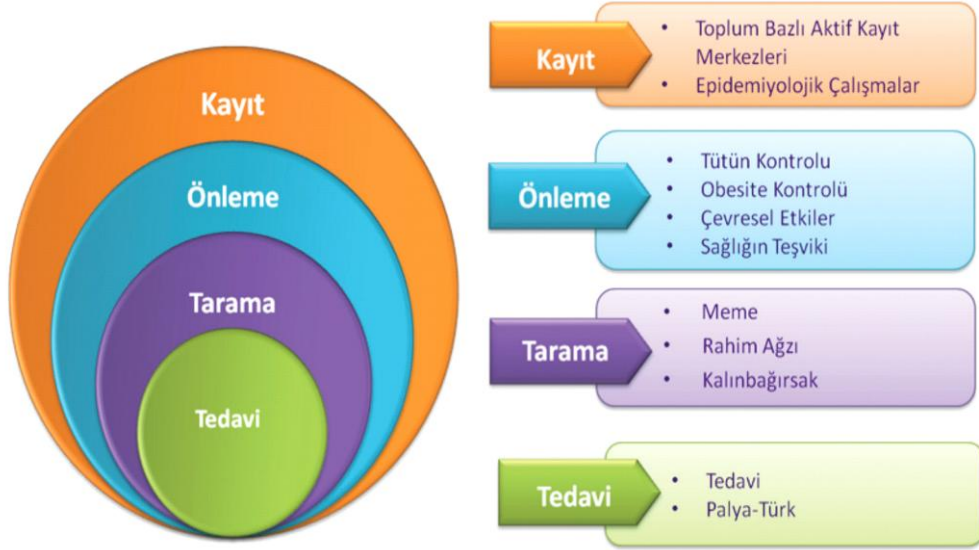 Kayıt
Önleme
Tarama
Tedavi
Kayıt
• Toplum Bazlı Aktif Kayıt
Merkezleri
• Epidemiyolojik Çalışmalar
Önleme
• Tütün Kontrolu
• Obesite Kontrolü
• Çevresel Etkiler
• Sağlığın Teşviki
Tarama
• Meme
• Rahim Ağzı
• Kalınbağırsak
Tedavi
• Tedavi
• Palya-Türk